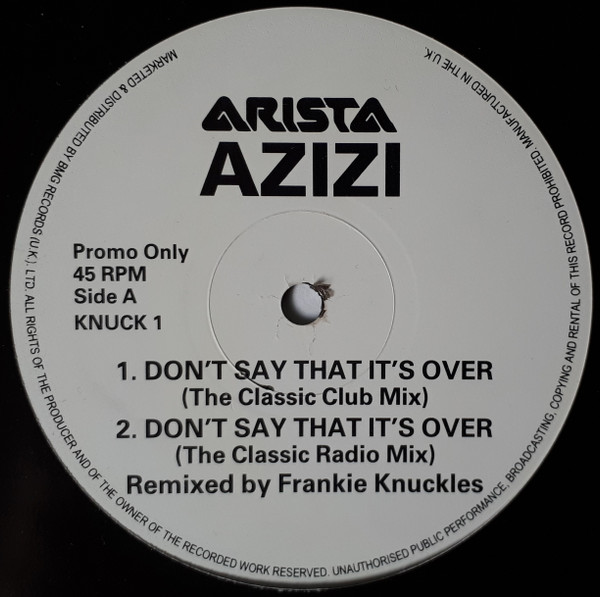 ARISTA
AZIZI
Promo Only
45 RPM
Side A
KNUCK 1
1. DON'T SAY THAT IT'S OVER
(The Classic Club Mix)
2. DON'T SAY THAT IT'S OVER
(The Classic Radio Mix)
Remixed by Frankie Knuckles
MARKETED & DISTRIBUTED BY BMG RECORDS (U.K.), LTD. ALL RIGHTS OF THE PRODUCER AND OF THE OWNER OF THE RECORDED WORK RESERVED. UNAUTHORISED PUBLIC PERFORMANCE, BROADCASTING, COPYING AND RENTAL OF THIS RECORD PROHIBITED. MANUFACTURED IN THE U.K.